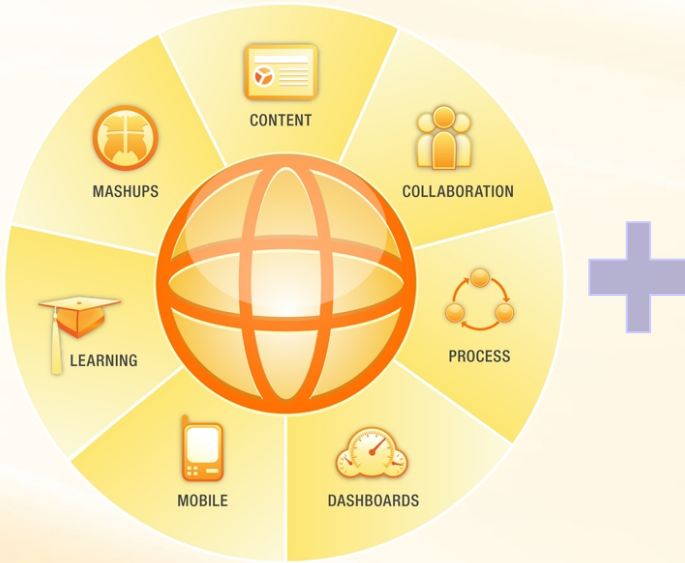 CONTENT
COLLABORATION
PROCESS
DASHBOARDS
MOBILE
LEARNING
MASHUPS